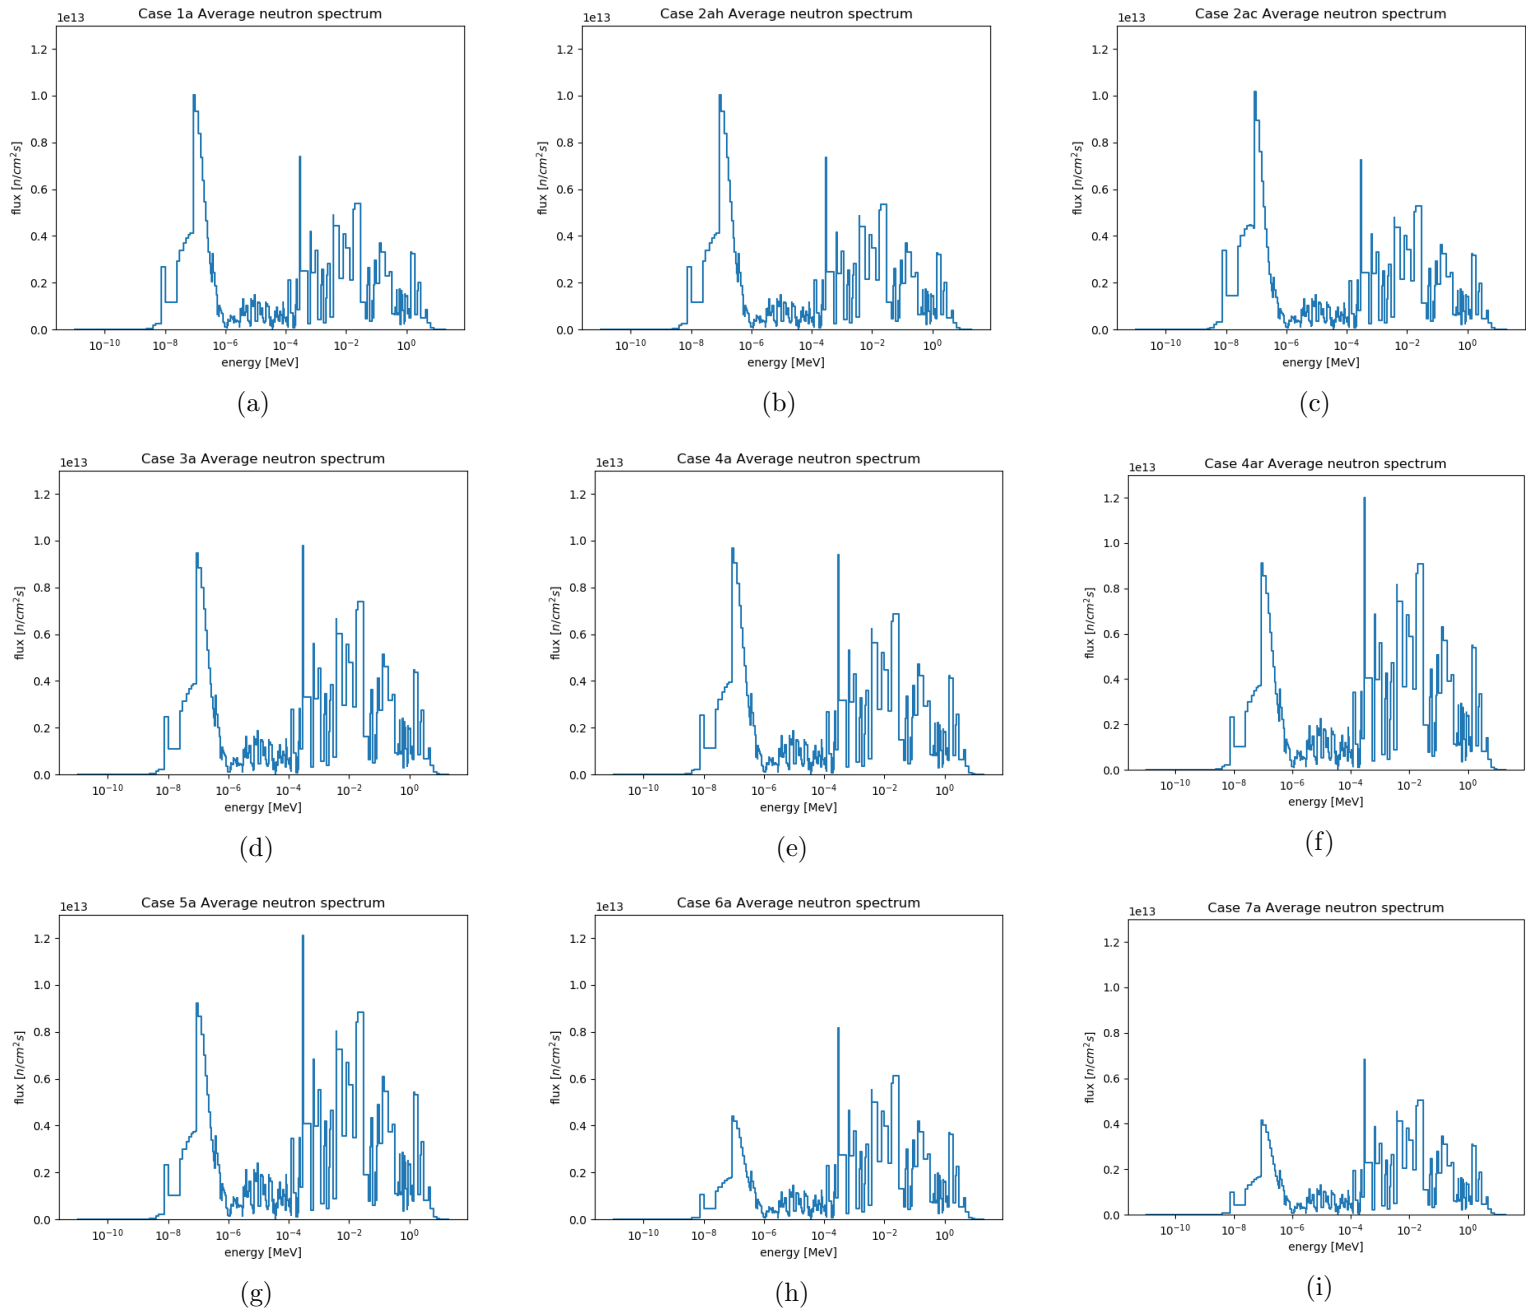 Case 1a Average neutron spectrum
1e13
1.2
1.0
0.8
0.6
0.4
0.2
0.0
flux [n/cm²s]
10⁻¹⁰ 10⁻⁸ 10⁻⁶ 10⁻⁴ 10⁻² 10⁰
energy [MeV]
(a)
Case 2ah Average neutron spectrum
1e13
1.2
1.0
0.8
0.6
0.4
0.2
0.0
flux [n/cm²s]
10⁻¹⁰ 10⁻⁸ 10⁻⁶ 10⁻⁴ 10⁻² 10⁰
energy [MeV]
(b)
Case 2ac Average neutron spectrum
1e13
1.2
1.0
0.8
0.6
0.4
0.2
0.0
flux [n/cm²s]
10⁻¹⁰ 10⁻⁸ 10⁻⁶ 10⁻⁴ 10⁻² 10⁰
energy [MeV]
(c)
Case 3a Average neutron spectrum
1e13
1.2
1.0
0.8
0.6
0.4
0.2
0.0
flux [n/cm²s]
10⁻¹⁰ 10⁻⁸ 10⁻⁶ 10⁻⁴ 10⁻² 10⁰
energy [MeV]
(d)
Case 4a Average neutron spectrum
1e13
1.2
1.0
0.8
0.6
0.4
0.2
0.0
flux [n/cm²s]
10⁻¹⁰ 10⁻⁸ 10⁻⁶ 10⁻⁴ 10⁻² 10⁰
energy [MeV]
(e)
Case 4ar Average neutron spectrum
1e13
1.2
1.0
0.8
0.6
0.4
0.2
0.0
flux [n/cm²s]
10⁻¹⁰ 10⁻⁸ 10⁻⁶ 10⁻⁴ 10⁻² 10⁰
energy [MeV]
(f)
Case 5a Average neutron spectrum
1e13
1.2
1.0
0.8
0.6
0.4
0.2
0.0
flux [n/cm²s]
10⁻¹⁰ 10⁻⁸ 10⁻⁶ 10⁻⁴ 10⁻² 10⁰
energy [MeV]
(g)
Case 6a Average neutron spectrum
1e13
1.2
1.0
0.8
0.6
0.4
0.2
0.0
flux [n/cm²s]
10⁻¹⁰ 10⁻⁸ 10⁻⁶ 10⁻⁴ 10⁻² 10⁰
energy [MeV]
(h)
Case 7a Average neutron spectrum
1e13
1.2
1.0
0.8
0.6
0.4
0.2
0.0
flux [n/cm²s]
10⁻¹⁰ 10⁻⁸ 10⁻⁶ 10⁻⁴ 10⁻² 10⁰
energy [MeV]
(i)